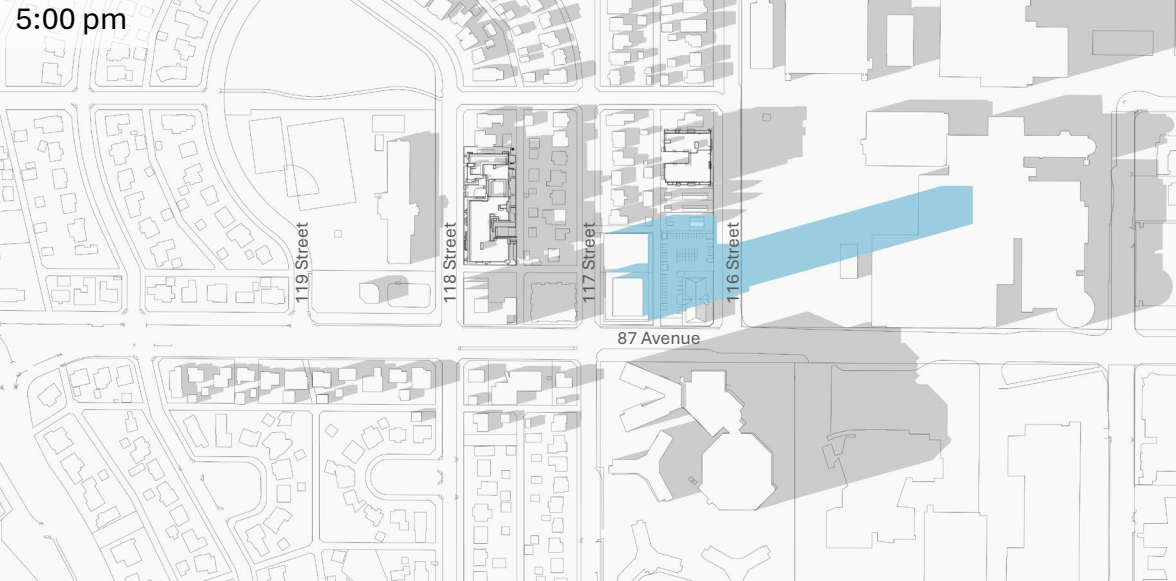 5:00 pm
119 Street
118 Street
117 Street
116 Street
87 Avenue